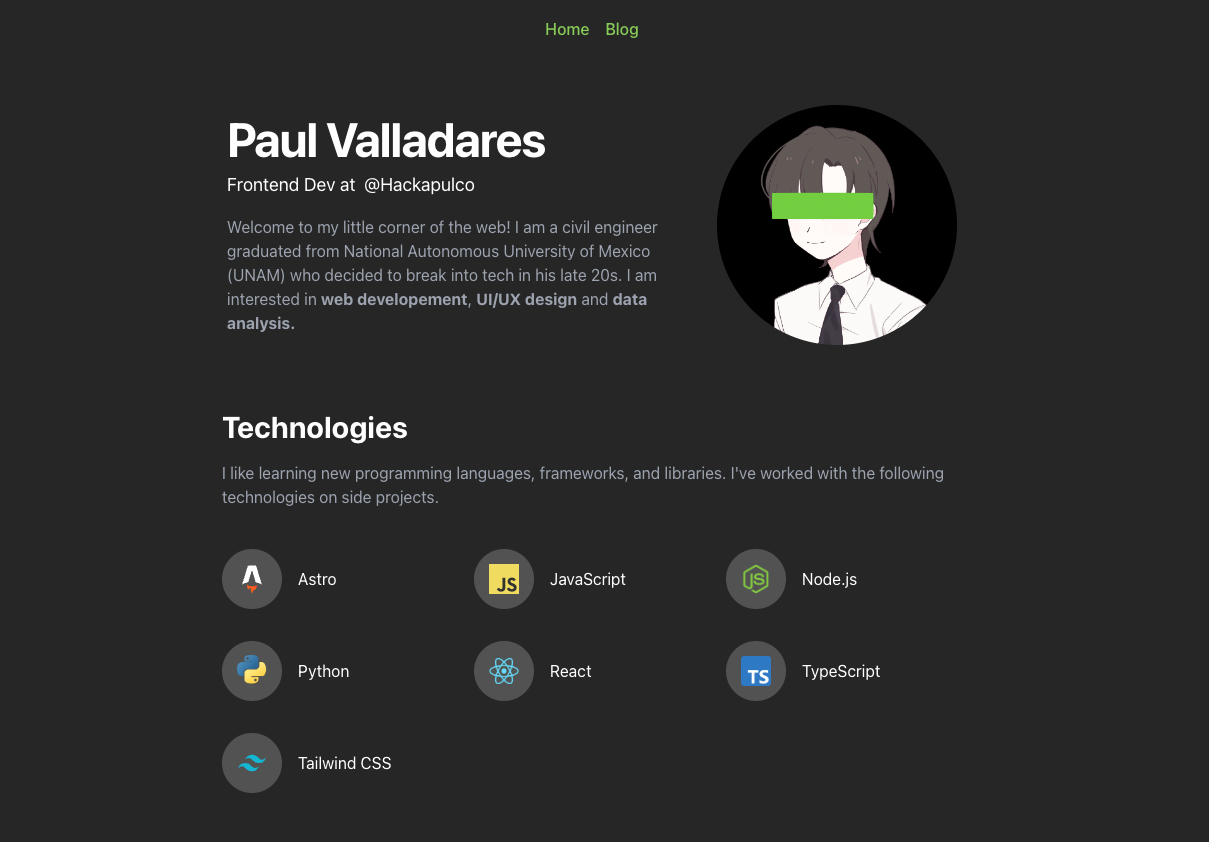 Home Blog
Paul Valladares
Frontend Dev at @Hackapulco
Welcome to my little corner of the web! I am a civil engineer
graduated from National Autonomous University of Mexico
(UNAM) who decided to break into tech in his late 20s. I am
interested in web developement, UI/UX design and data
analysis.
Technologies
I like learning new programming languages, frameworks, and libraries. I've worked with the following
technologies on side projects.
Astro
JS JavaScript
JS Node.js
Python
React
TS TypeScript
Tailwind CSS